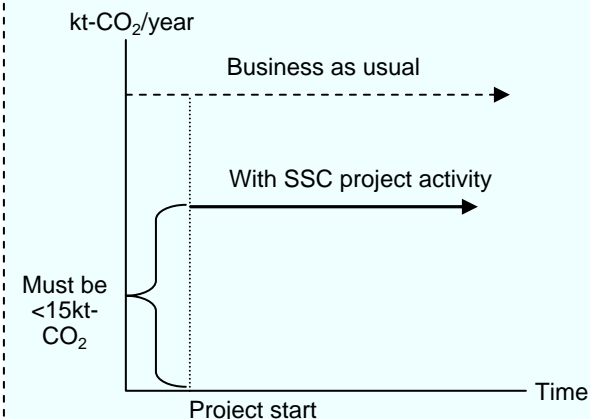 kt-CO₂/year
Business as usual
With SSC project activity
Must be
<15kt-
CO₂
Time
Project start